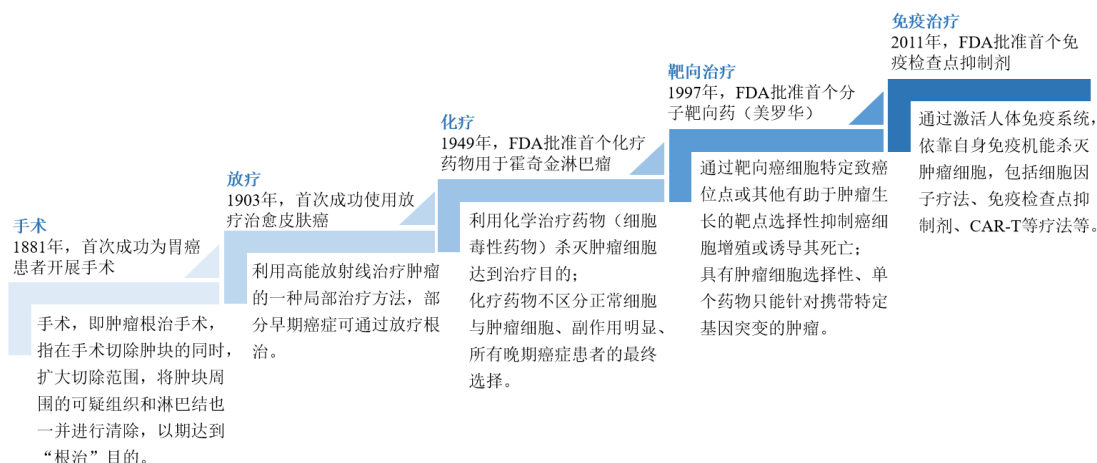 手术
1881年，首次成功为胃癌
患者开展手术
手术，即肿瘤根治手术，
指在手术切除肿块的同时，
扩大切除范围，将肿块周
围的可疑组织和淋巴结也
一并进行清除，以期达到
“根治”目的。
放疗
1903年，首次成功使用放
疗治愈皮肤癌
利用高能放射线治疗肿瘤
的一种局部治疗方法，部
分早期癌症可通过放疗根
治。
化疗
1949年，FDA批准首个化疗
药物用于霍奇金淋巴瘤
利用化学治疗药物（细胞
毒性药物）杀灭肿瘤细胞
达到治疗目的；
化疗药物不区分正常细胞
与肿瘤细胞、副作用明显、
所有晚期癌症患者的最终
选择。
靶向治疗
1997年，FDA批准首个分
子靶向药（美罗华）
通过靶向癌细胞特定致癌
位点或其他有助于肿瘤生
长的靶点选择性抑制癌细
胞增殖或诱导其死亡；
具有肿瘤细胞选择性、单
个药物只能针对携带特定
基因突变的肿瘤。
免疫治疗
2011年，FDA批准首个免
疫检查点抑制剂
通过激活人体免疫系统，
依靠自身免疫机能杀灭
肿瘤细胞，包括细胞因
子疗法、免疫检查点抑
制剂、CAR-T等疗法等。